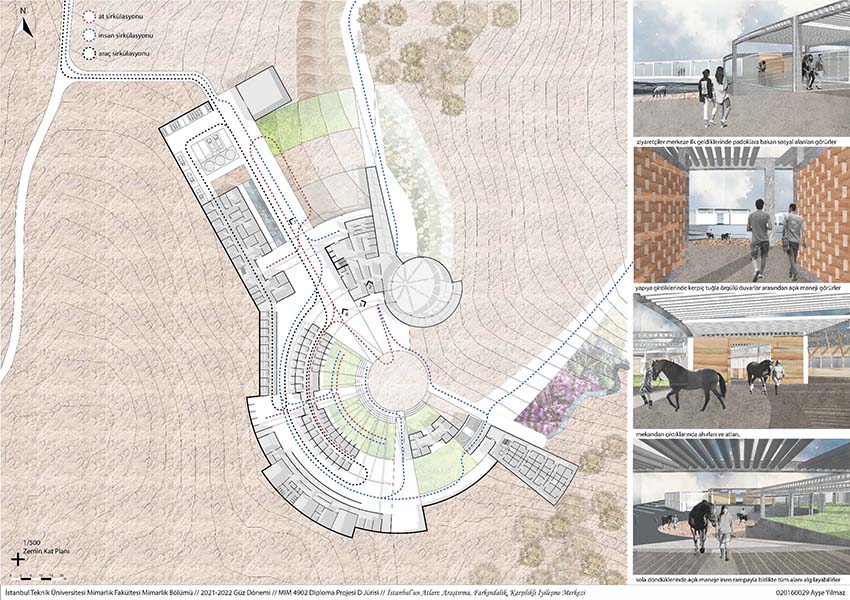 N
at sirkülasyonu
insan sirkülasyonu
araç sirkülasyonu
ziyaretçiler merkeze ilk geldiklerinde padoklara bakan sosyal alanları görürler
yapıya girdiklerinde kerpiç tuğla örgülü duvarlar arasından açık maneji görürler
mekandan çıktıklarında ahırları ve atları,
sola döndüklerinde açık maneje inen rampayla birlikte tüm alanı algılayabilirler
1/500
Zemin Kat Planı
İstanbul Teknik Üniversitesi Mimarlık Fakültesi Mimarlık Bölümü // 2021-2022 Güz Dönemi // MIM 4902 Diploma Projesi D Jürisi // İstanbul'un Atları: Araştırma, Farkındalık, Karşılıklı İyileşme Merkezi
020160029 Ayşe Yılmaz